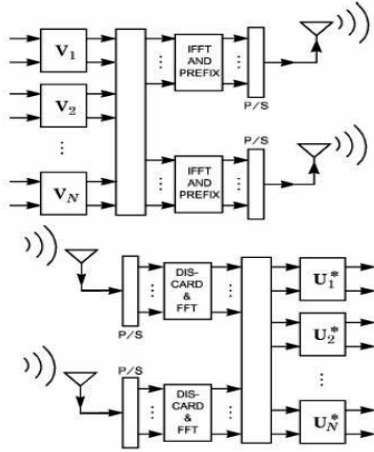 V1
IFFT
AND
PREFIX
P/S
V2
⋮
P/S
VN
IFFT
AND
PREFIX
DIS-
CARD
&
FFT
U1*
P/S
U2*
P/S
⋮
DIS-
CARD
&
FFT
UN*